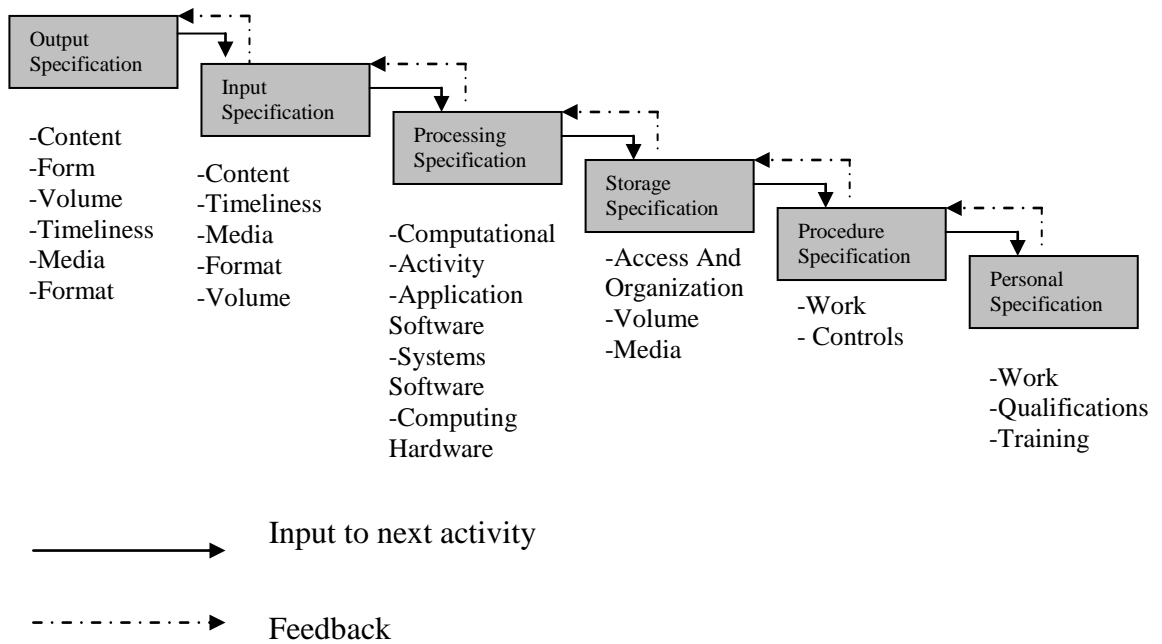 Output
Specification
-Content
-Form
-Volume
-Timeliness
-Media
-Format
Input
Specification
-Content
-Timeliness
-Media
-Format
-Volume
Processing
Specification
-Computational
-Activity
-Application
Software
-Systems
Software
-Computing
Hardware
Storage
Specification
-Access And
Organization
-Volume
-Media
Procedure
Specification
-Work
- Controls
Personal
Specification
-Work
-Qualifications
-Training
Input to next activity
Feedback